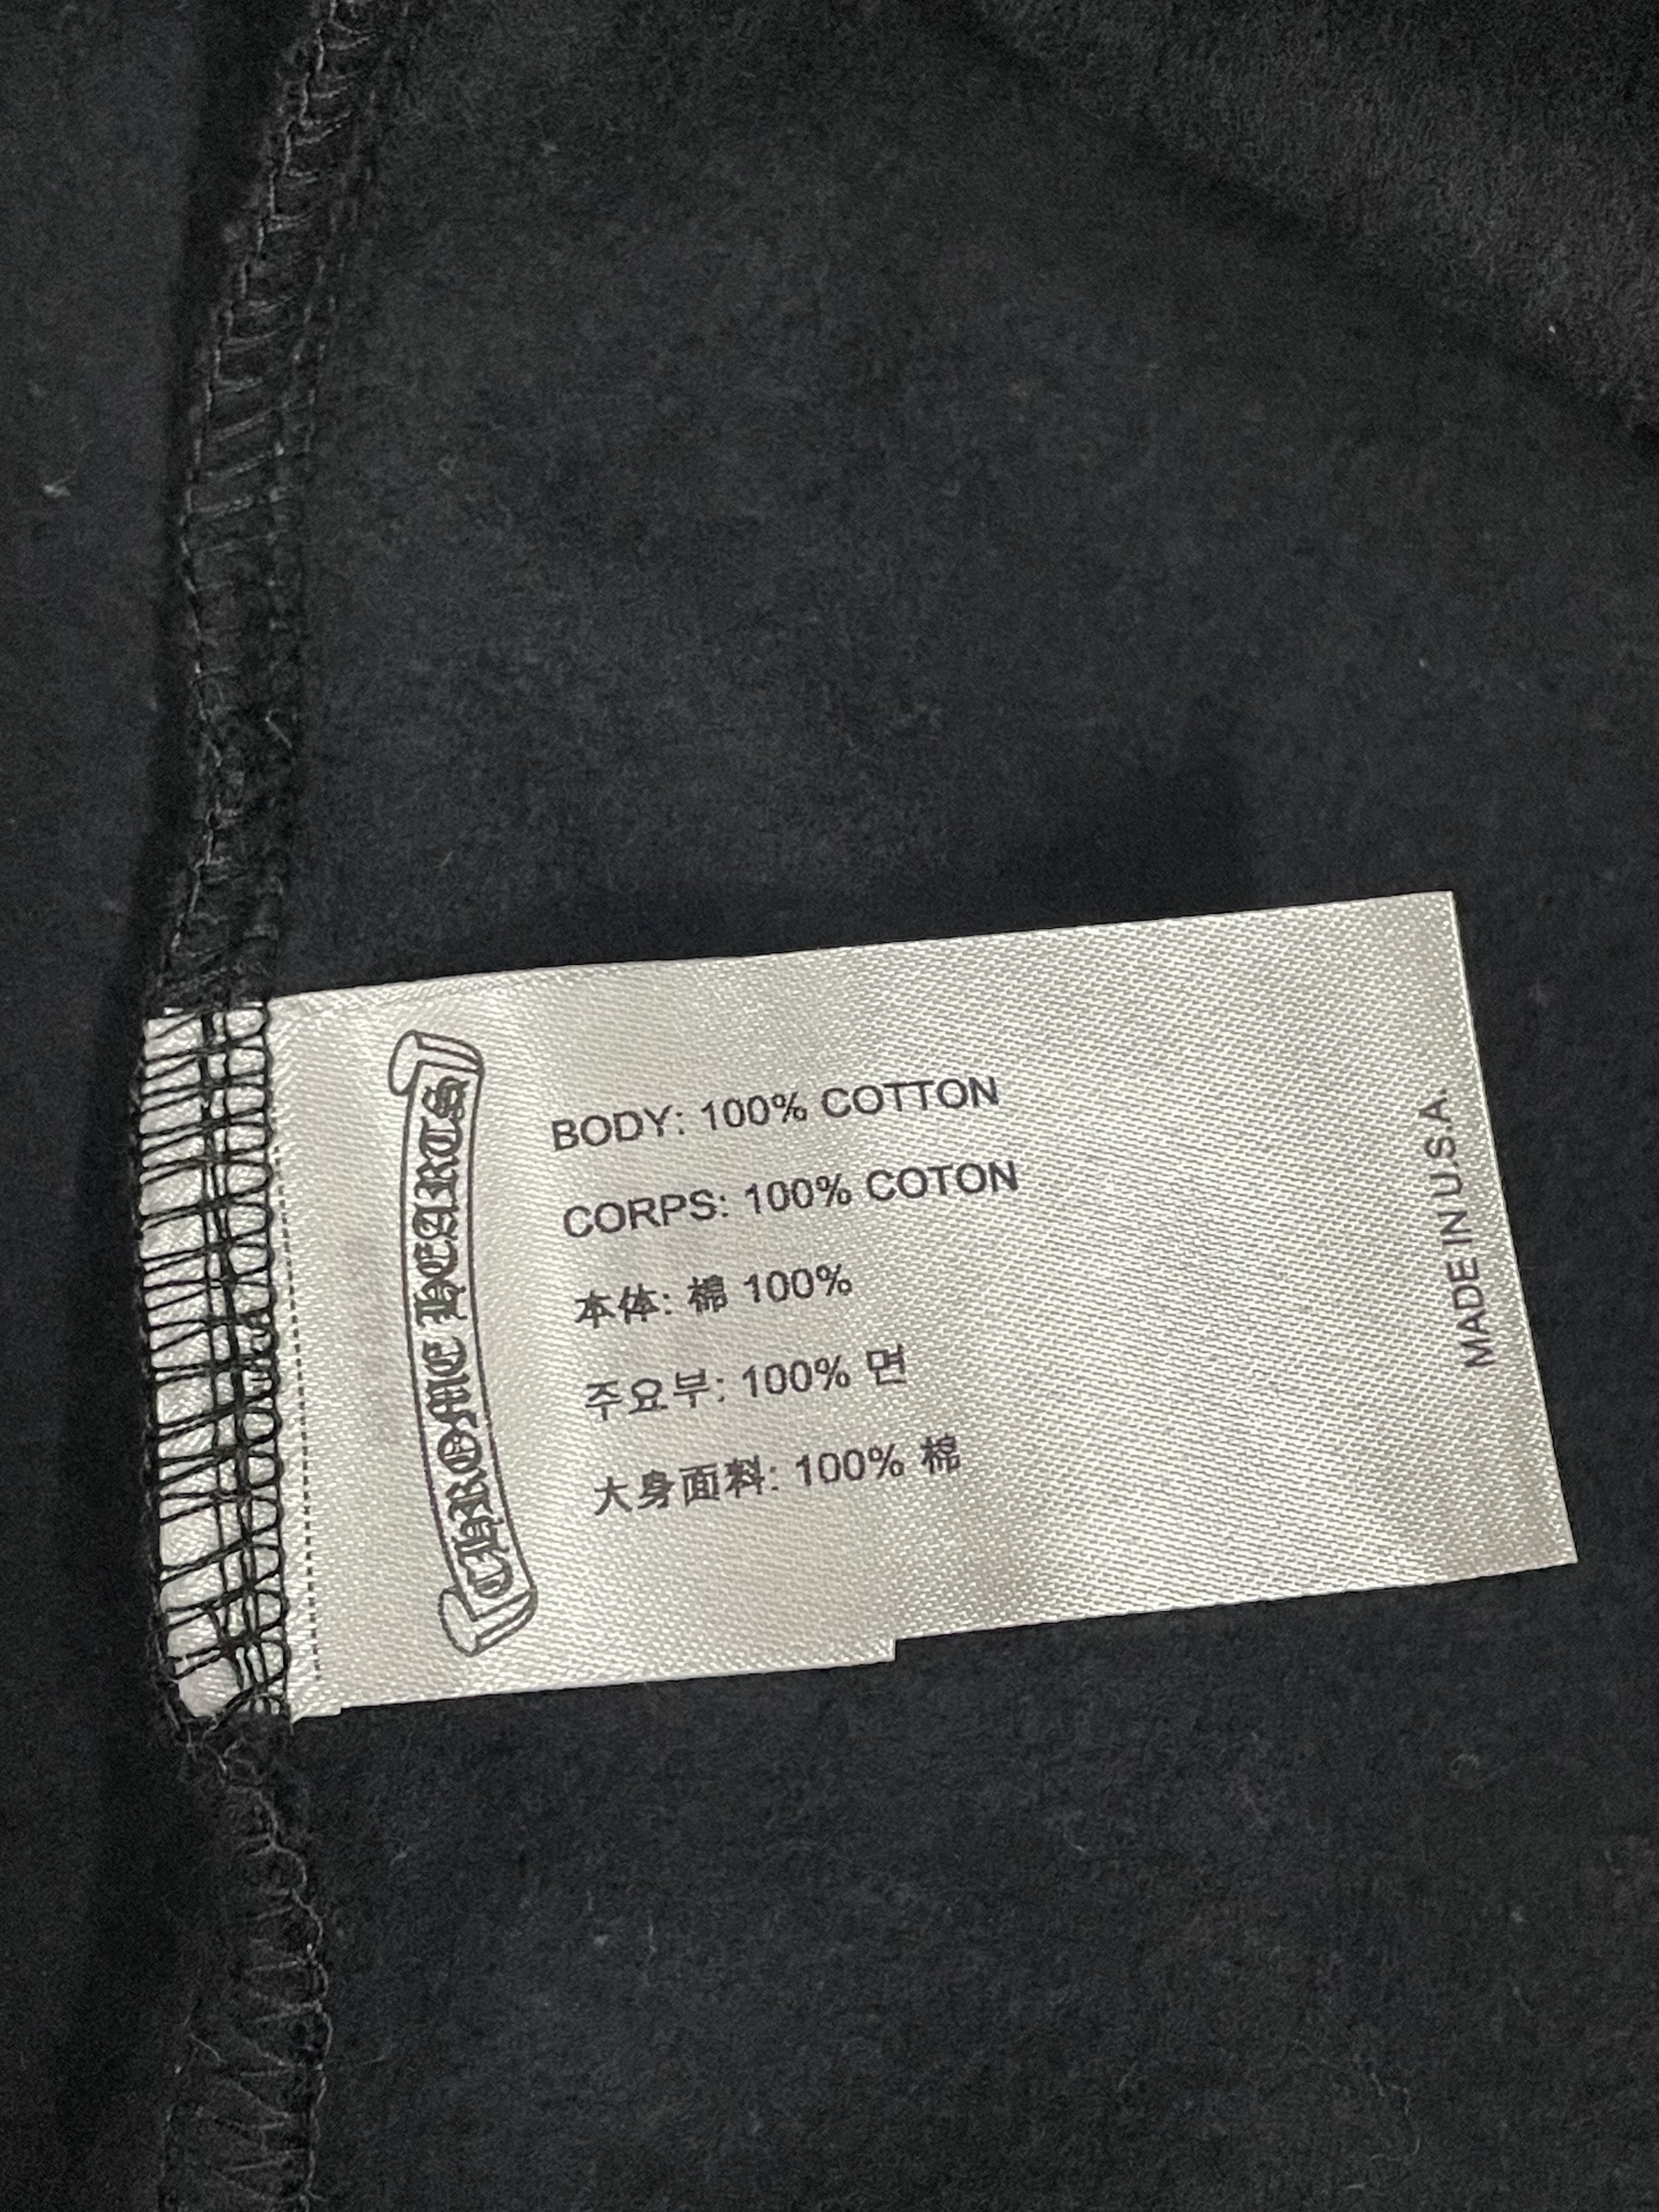 CHROME HEARTS
BODY: 100% COTTON
CORPS: 100% COTON
本体: 棉 100%
주요부: 100% 면
大身面料: 100% 棉
MADE IN U.S.A.